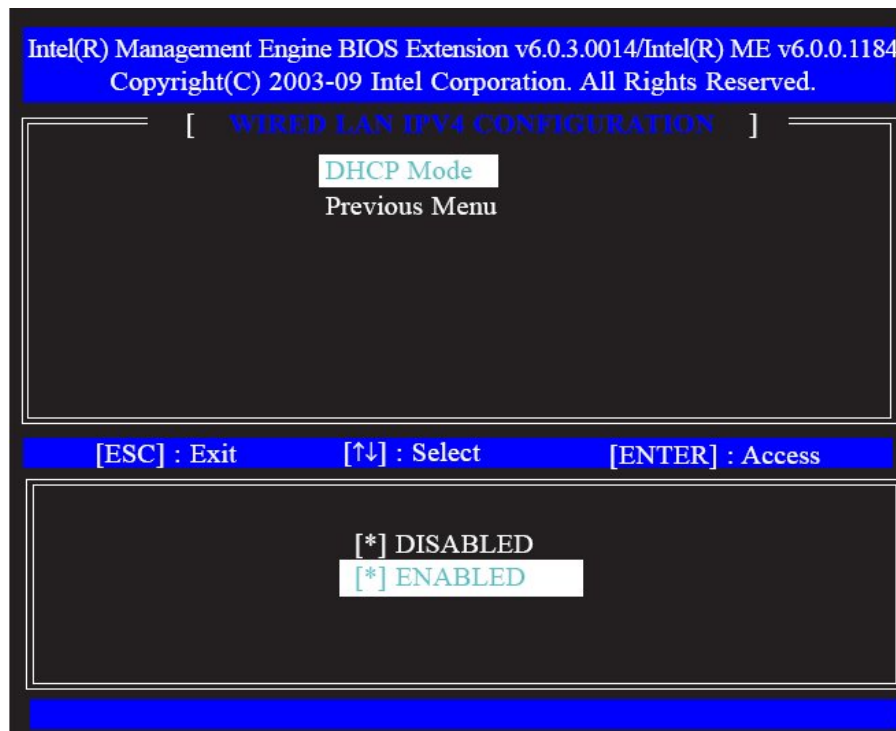 Intel(R) Management Engine BIOS Extension v6.0.3.0014/Intel(R) ME v6.0.0.1184
Copyright(C) 2003-09 Intel Corporation. All Rights Reserved.
[ WIRED LAN IPV4 CONFIGURATION ]
DHCP Mode
Previous Menu
[ESC] : Exit [↑↓] : Select [ENTER] : Access
[*] DISABLED
[*] ENABLED